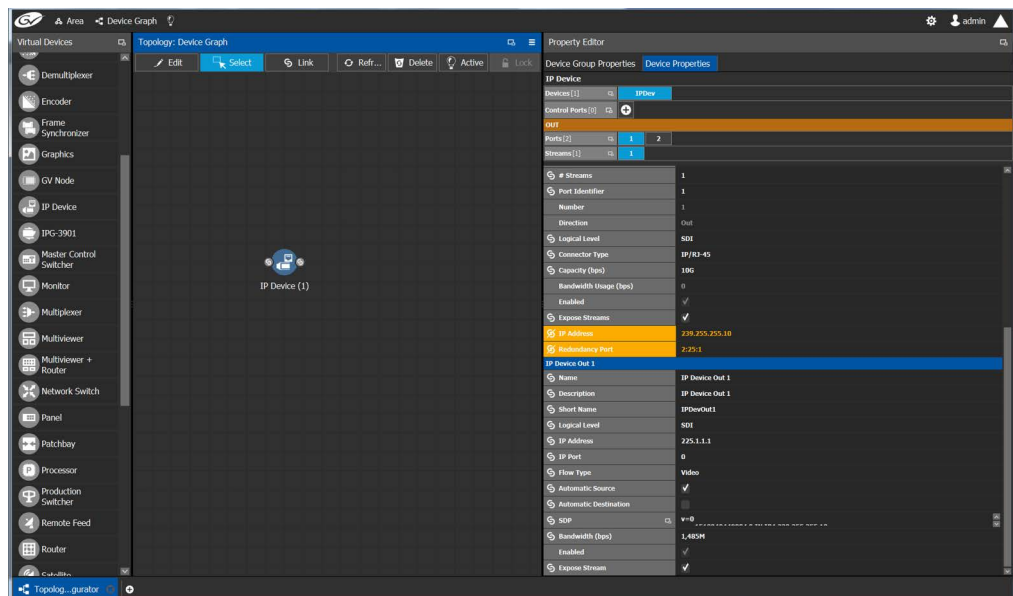 GV Area Device Graph admin
Virtual Devices
Demultiplexer
Encoder
Frame
Synchronizer
Graphics
GV Node
IP Device
IPG-3901
Master Control
Switcher
Monitor
Multiplexer
Multiviewer
Multiviewer +
Router
Network Switch
Panel
Patchbay
Processor
Production
Switcher
Remote Feed
Router
Satellite
Topology: Device Graph
Edit Select Link Refr... Delete Active Lock
IP Device (1)
Property Editor
Device Group Properties Device Properties
IP Device
Devices [1] IPDev
Control Ports [0]
OUT
Ports [2] 1 2
Streams [1] 1
# Streams 1
Port Identifier 1
Number 1
Direction Out
Logical Level SDI
Connector Type IP/RJ-45
Capacity (bps) 10G
Bandwidth Usage (bps) 0
Enabled
Expose Streams
IP Address 239.255.255.10
Redundancy Port 2:25:1
IP Device Out 1
Name IP Device Out 1
Description IP Device Out 1
Short Name IPDevOut1
Logical Level SDI
IP Address 225.1.1.1
IP Port 0
Flow Type Video
Automatic Source
Automatic Destination
SDP v=0
Bandwidth (bps) 1,485M
Enabled
Expose Stream
Topolog...gurator